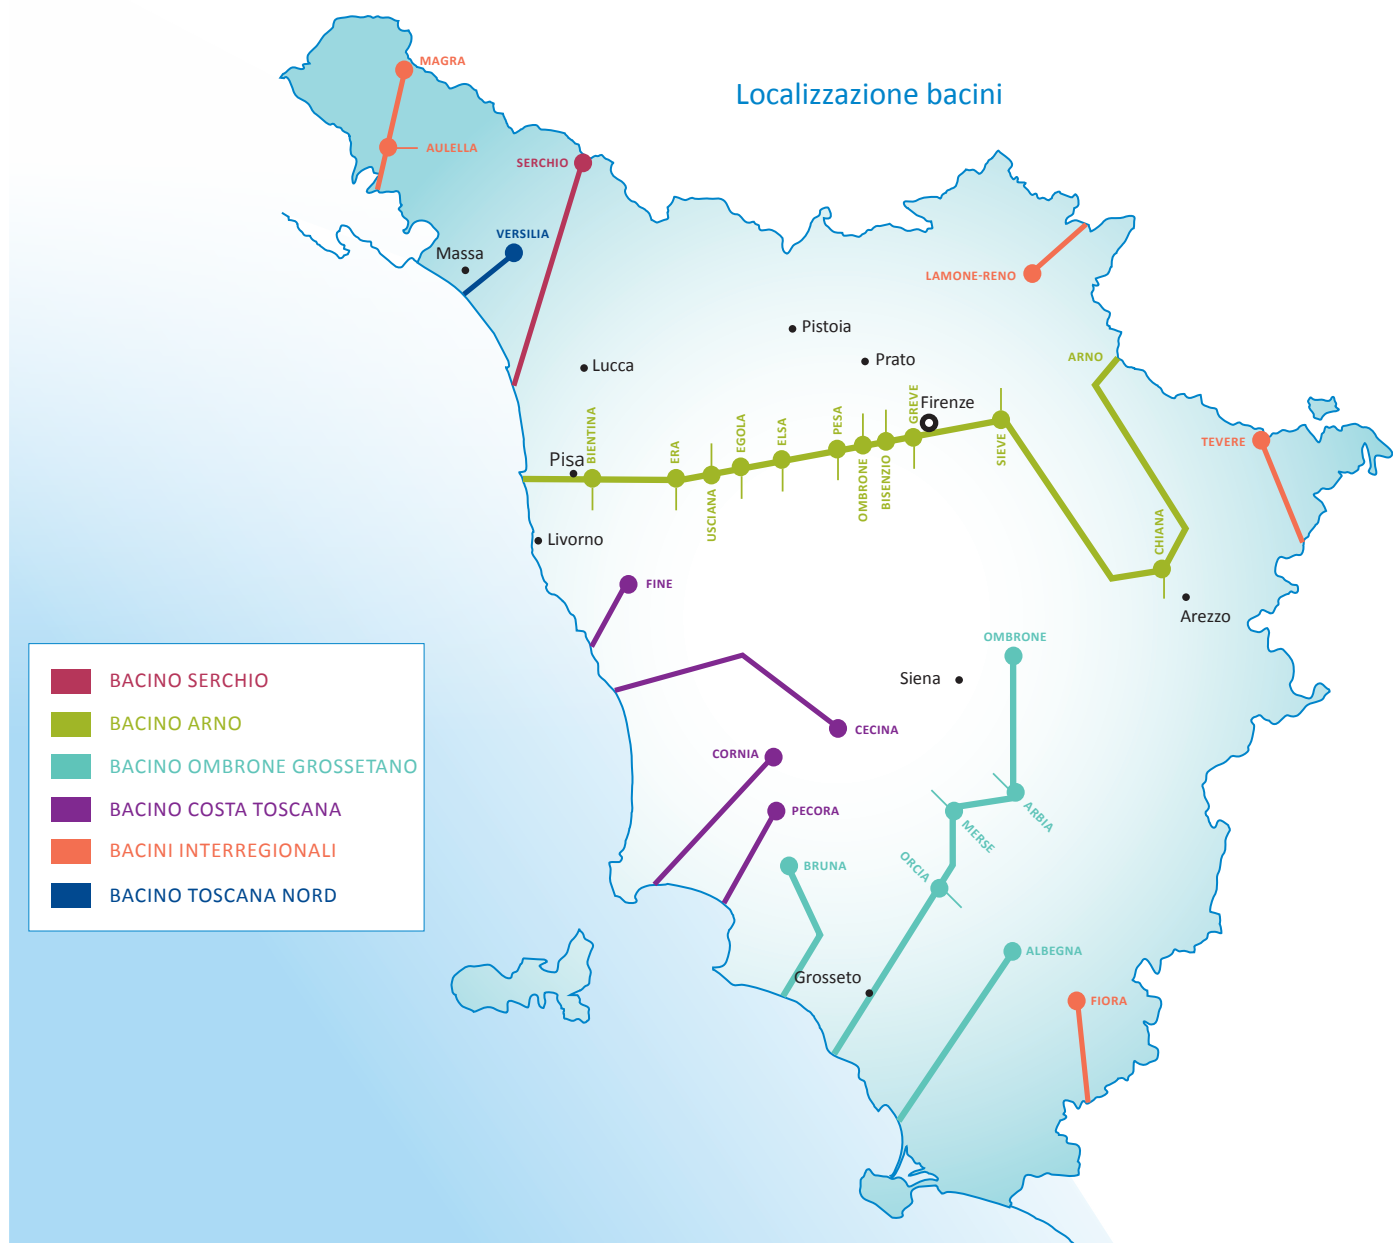 Localizzazione bacini
MAGRA
AULELLA
SERCHIO
VERSILIA
Massa
LAMONE-RENO
Pistoia
Prato
Lucca
ARNO
Firenze
GREVE
SIEVE
PESA
OMBRONE
BISENZIO
ELSA
EGOLA
USCIANA
ERA
BIENTINA
Pisa
TEVERE
CHIANA
Livorno
Arezzo
FINE
OMBRONE
Siena
CECINA
CORNIA
PECORA
ARBIA
MERSE
ORCIA
BRUNA
ALBEGNA
Grosseto
FIORA
BACINO SERCHIO
BACINO ARNO
BACINO OMBRONE GROSSETANO
BACINO COSTA TOSCANA
BACINI INTERREGIONALI
BACINO TOSCANA NORD